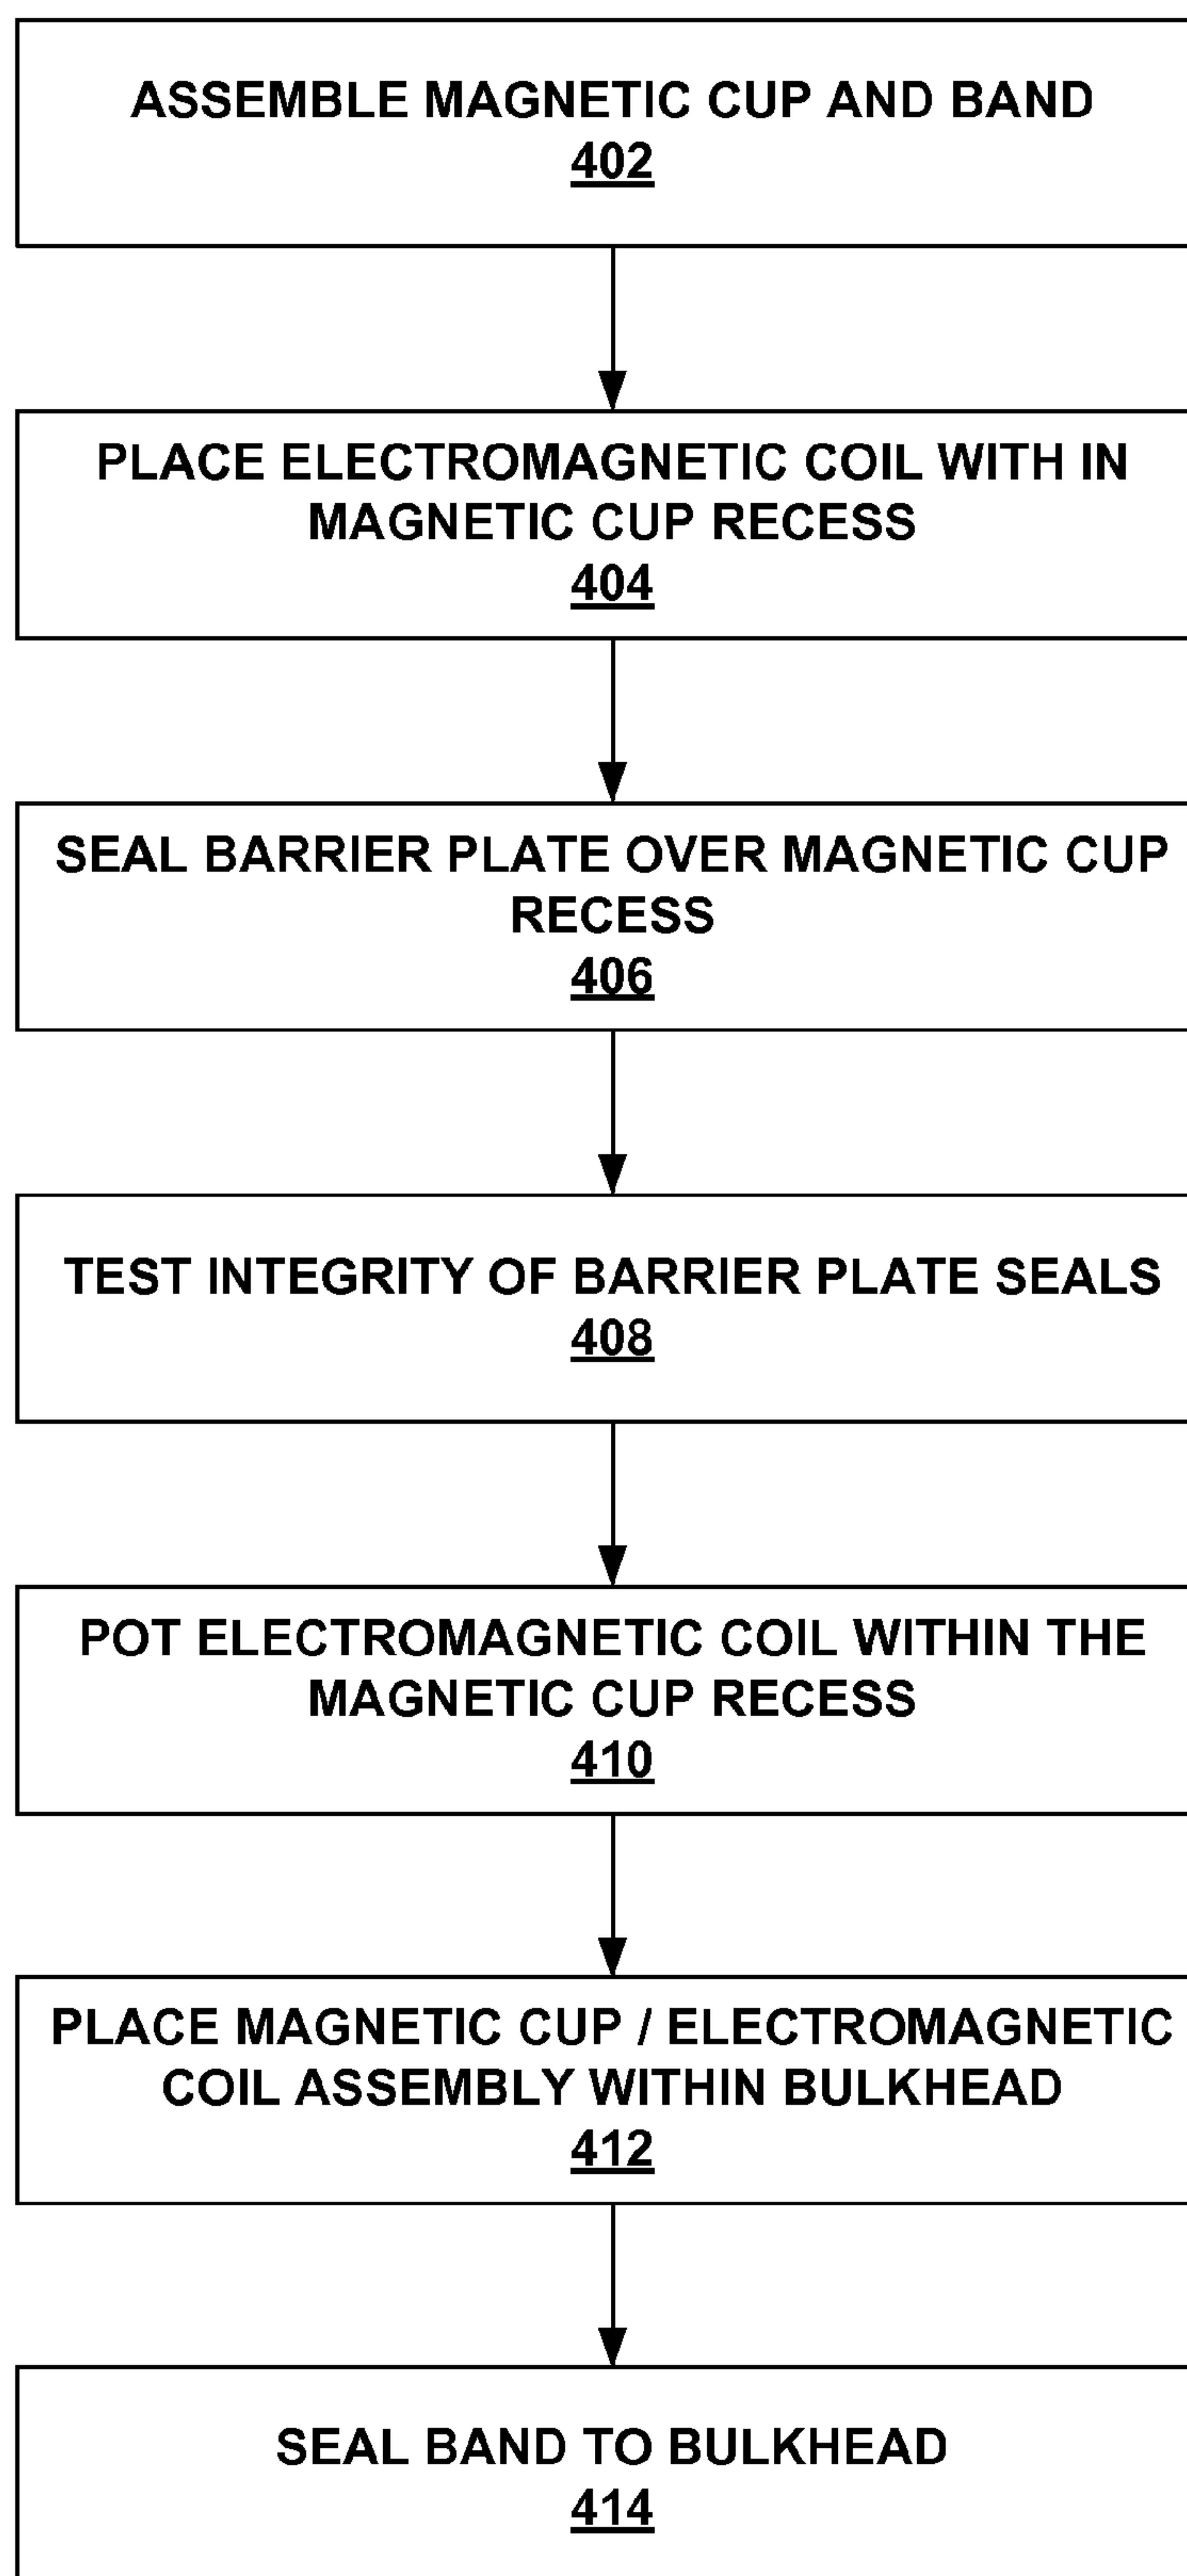 ASSEMBLE MAGNETIC CUP AND BAND
402
PLACE ELECTROMAGNETIC COIL WITH IN
MAGNETIC CUP RECESS
404
SEAL BARRIER PLATE OVER MAGNETIC CUP
RECESS
406
TEST INTEGRITY OF BARRIER PLATE SEALS
408
POT ELECTROMAGNETIC COIL WITHIN THE
MAGNETIC CUP RECESS
410
PLACE MAGNETIC CUP / ELECTROMAGNETIC
COIL ASSEMBLY WITHIN BULKHEAD
412
SEAL BAND TO BULKHEAD
414